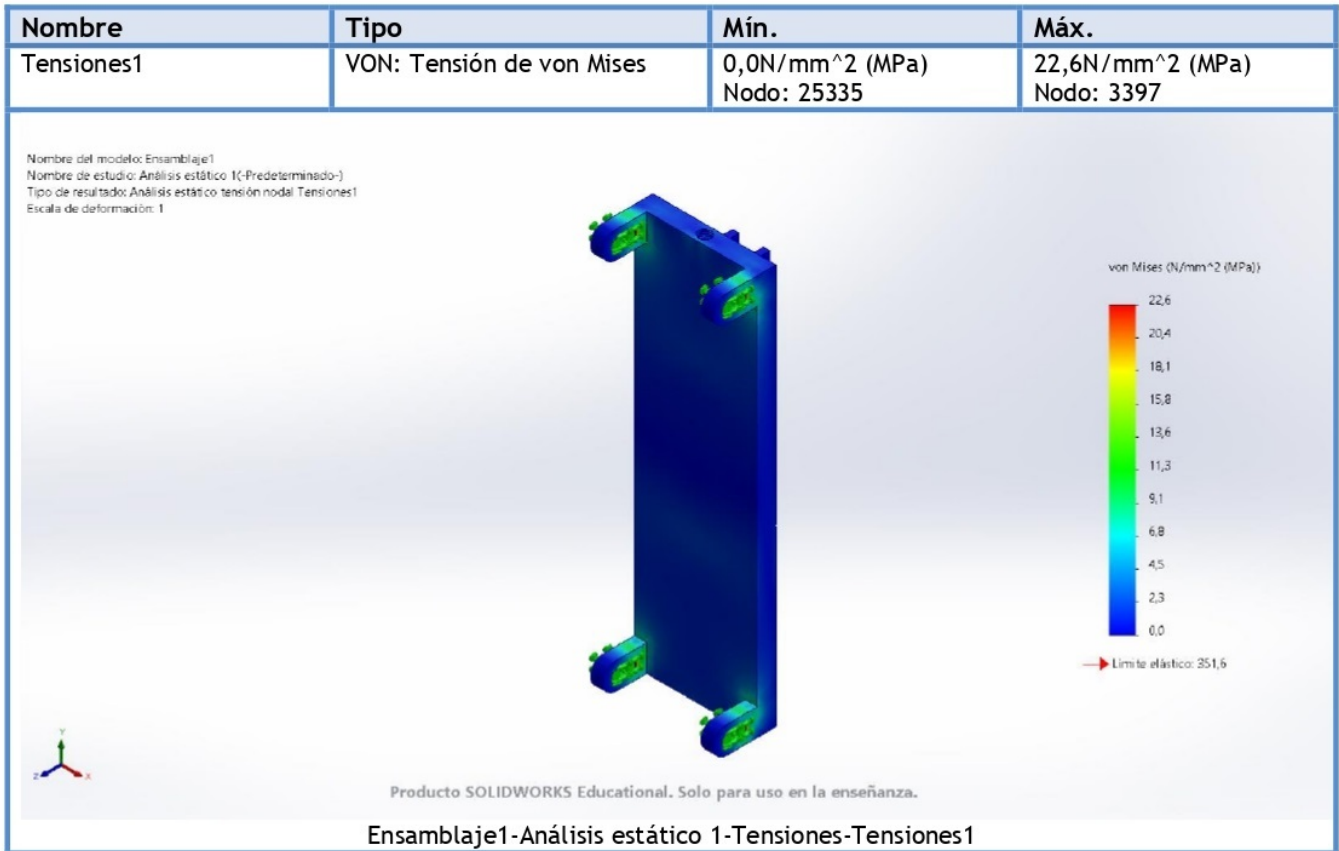 Nombre Tipo Mín. Máx.
Tensiones1 VON: Tensión de von Mises 0,0N/mm^2 (MPa) 22,6N/mm^2 (MPa)
Nodo: 25335 Nodo: 3397
Nombre del modelo: Ensamblaje1
Nombre de estudio: Análisis estático 1(-Predeterminado-)
Tipo de resultado: Análisis estático tensión nodal Tensiones1
Escala de deformación: 1
von Mises (N/mm^2 (MPa))
22,6
20,4
18,1
15,8
13,6
11,3
9,1
6,8
4,5
2,3
0,0
Límite elástico: 351,6
Y
Z X
Producto SOLIDWORKS Educational. Solo para uso en la enseñanza.
Ensamblaje1-Análisis estático 1-Tensiones-Tensiones1